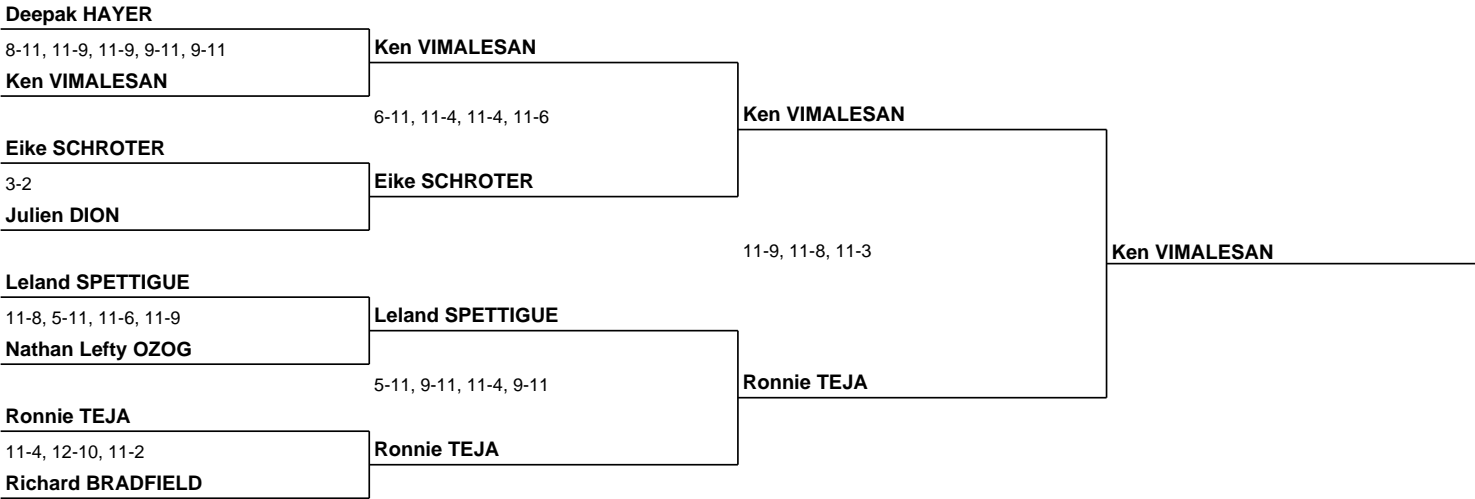 Deepak HAYER
8-11, 11-9, 11-9, 9-11, 9-11
Ken VIMALESAN
Ken VIMALESAN
6-11, 11-4, 11-4, 11-6
Ken VIMALESAN
Eike SCHROTER
3-2
Eike SCHROTER
Julien DION
11-9, 11-8, 11-3
Ken VIMALESAN
Leland SPETTIGUE
11-8, 5-11, 11-6, 11-9
Leland SPETTIGUE
Nathan Lefty OZOG
5-11, 9-11, 11-4, 9-11
Ronnie TEJA
Ronnie TEJA
11-4, 12-10, 11-2
Ronnie TEJA
Richard BRADFIELD